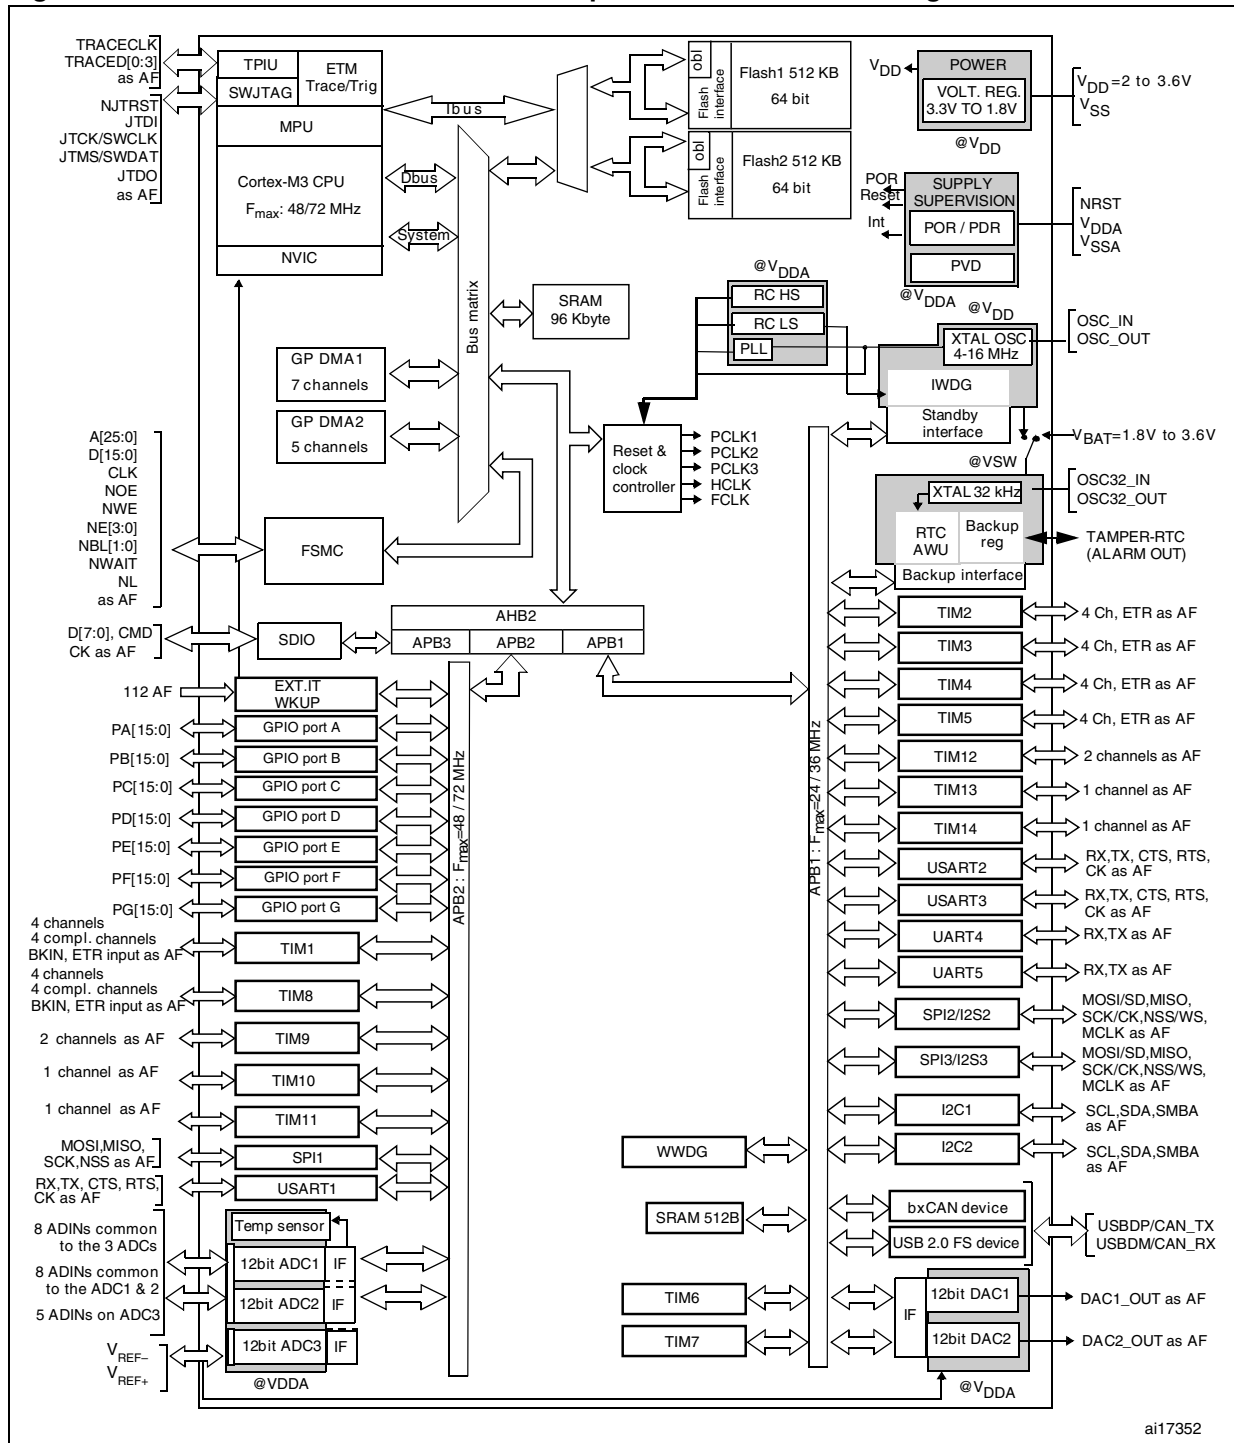 TRACECLK
TRACED[0:3]
as AF
NJTRST
JTDI
JTCK/SWCLK
JTMS/SWDAT
JTDO
as AF
TPIU
SWJTAG
ETM
Trace/Trig
MPU
Cortex-M3 CPU
Fmax: 48/72 MHz
NVIC
Ibus
Dbus
System
Bus matrix
obl
Flash
interface
Flash1 512 KB
64 bit
obl
Flash
interface
Flash2 512 KB
64 bit
VDD
POWER
VOLT. REG.
3.3V TO 1.8V
@VDD
VDD=2 to 3.6V
VSS
POR
Reset
Int
SUPPLY
SUPERVISION
POR / PDR
PVD
@VDDA
NRST
VDDA
VSSA
SRAM
96 Kbyte
@VDDA
RC HS
RC LS
PLL
@VDD
XTAL OSC
4-16 MHz
IWDG
Standby
interface
OSC_IN
OSC_OUT
VBAT=1.8V to 3.6V
@VSW
GP DMA1
7 channels
GP DMA2
5 channels
Reset &
clock
controller
PCLK1
PCLK2
PCLK3
HCLK
FCLK
XTAL 32 kHz
RTC
AWU
Backup
reg
Backup interface
OSC32_IN
OSC32_OUT
TAMPER-RTC
(ALARM OUT)
A[25:0]
D[15:0]
CLK
NOE
NWE
NE[3:0]
NBL[1:0]
NWAIT
NL
as AF
FSMC
D[7:0], CMD
CK as AF
SDIO
AHB2
APB3
APB2
APB1
112 AF
EXT.IT
WKUP
PA[15:0]
GPIO port A
PB[15:0]
GPIO port B
PC[15:0]
GPIO port C
PD[15:0]
GPIO port D
PE[15:0]
GPIO port E
PF[15:0]
GPIO port F
PG[15:0]
GPIO port G
4 channels
4 compl. channels
BKIN, ETR input as AF
TIM1
4 channels
4 compl. channels
BKIN, ETR input as AF
TIM8
2 channels as AF
TIM9
1 channel as AF
TIM10
1 channel as AF
TIM11
MOSI,MISO,
SCK,NSS as AF
SPI1
RX,TX, CTS, RTS,
CK as AF
USART1
Temp sensor
8 ADINs common
to the 3 ADCs
8 ADINs common
to the ADC1 & 2
5 ADINs on ADC3
12bit ADC1
IF
12bit ADC2
IF
12bit ADC3
IF
VREF–
VREF+
@VDDA
APB2 : Fmax=48 / 72 MHz
APB1 : Fmax=24 / 36 MHz
WWDG
SRAM 512B
TIM6
TIM7
TIM2
4 Ch, ETR as AF
TIM3
4 Ch, ETR as AF
TIM4
4 Ch, ETR as AF
TIM5
4 Ch, ETR as AF
TIM12
2 channels as AF
TIM13
1 channel as AF
TIM14
1 channel as AF
USART2
RX,TX, CTS, RTS,
CK as AF
USART3
RX,TX, CTS, RTS,
CK as AF
UART4
RX,TX as AF
UART5
RX,TX as AF
SPI2/I2S2
MOSI/SD,MISO,
SCK/CK,NSS/WS,
MCLK as AF
SPI3/I2S3
MOSI/SD,MISO,
SCK/CK,NSS/WS,
MCLK as AF
I2C1
SCL,SDA,SMBA
as AF
I2C2
SCL,SDA,SMBA
as AF
bxCAN device
USB 2.0 FS device
USBDP/CAN_TX
USBDM/CAN_RX
IF
12bit DAC1
DAC1_OUT as AF
12bit DAC2
DAC2_OUT as AF
@VDDA
ai17352